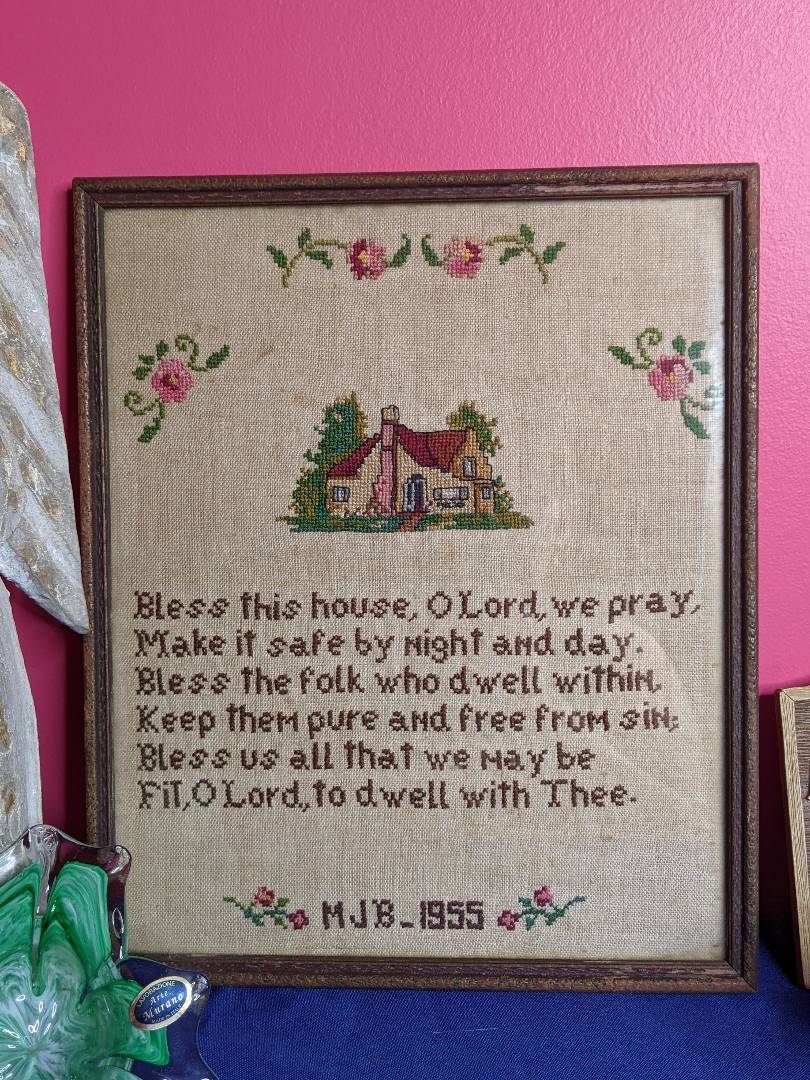 Bless this house, O Lord, we pray,
Make it safe by night and day.
Bless the folk who dwell within,
Keep them pure and free from sin;
Bless us all that we may be
Fit, O Lord, to dwell with Thee.
MJB-1955
LAVORAZIONE
Arte
Murano